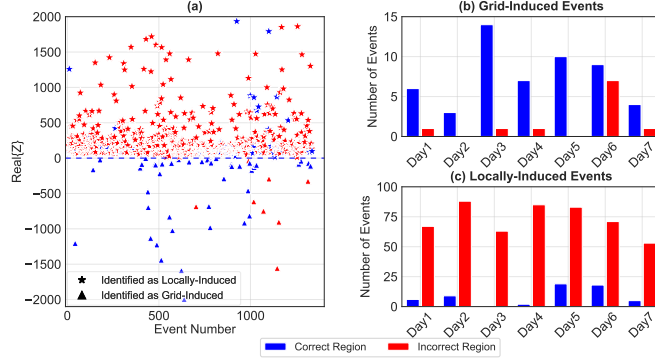 (a)
2000
1500
1000
500
0
−500
−1000
−1500
−2000
Real{Z}
0
500
1000
Event Number
Identified as Locally-Induced
Identified as Grid-Induced
(b) Grid-Induced Events
15
10
5
0
Number of Events
Day1
Day2
Day3
Day4
Day5
Day6
Day7
(c) Locally-Induced Events
100
75
50
25
0
Number of Events
Day1
Day2
Day3
Day4
Day5
Day6
Day7
Correct Region
Incorrect Region